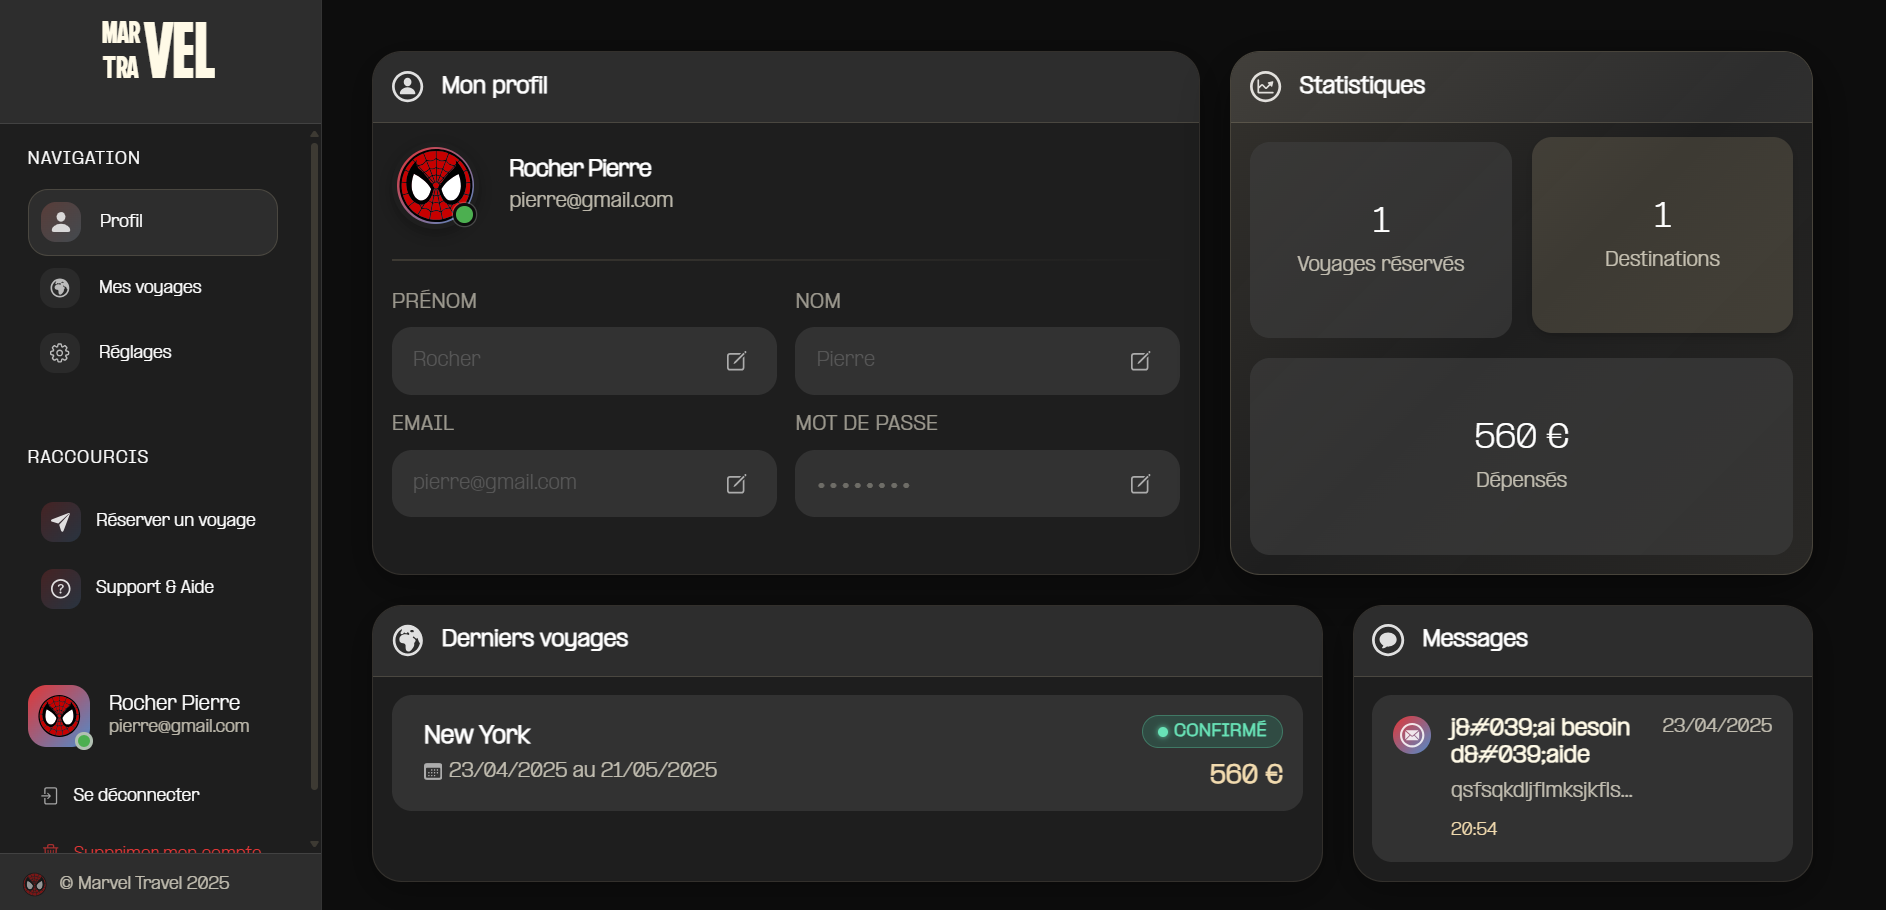 MAR
TRA VEL
NAVIGATION
Profil
Mes voyages
Réglages
RACCOURCIS
Réserver un voyage
Support & Aide
Rocher Pierre
pierre@gmail.com
Se déconnecter
Supprimer mon compte
© Marvel Travel 2025
Mon profil
Rocher Pierre
pierre@gmail.com
PRÉNOM
NOM
Rocher
Pierre
EMAIL
MOT DE PASSE
pierre@gmail.com
••••••••
Statistiques
1
Voyages réservés
1
Destinations
560 €
Dépensés
Derniers voyages
New York
CONFIRMÉ
23/04/2025 au 21/05/2025
560 €
Messages
j&#039;ai besoin
d&#039;aide
23/04/2025
qsfsqkdljflmksjkfls...
20:54